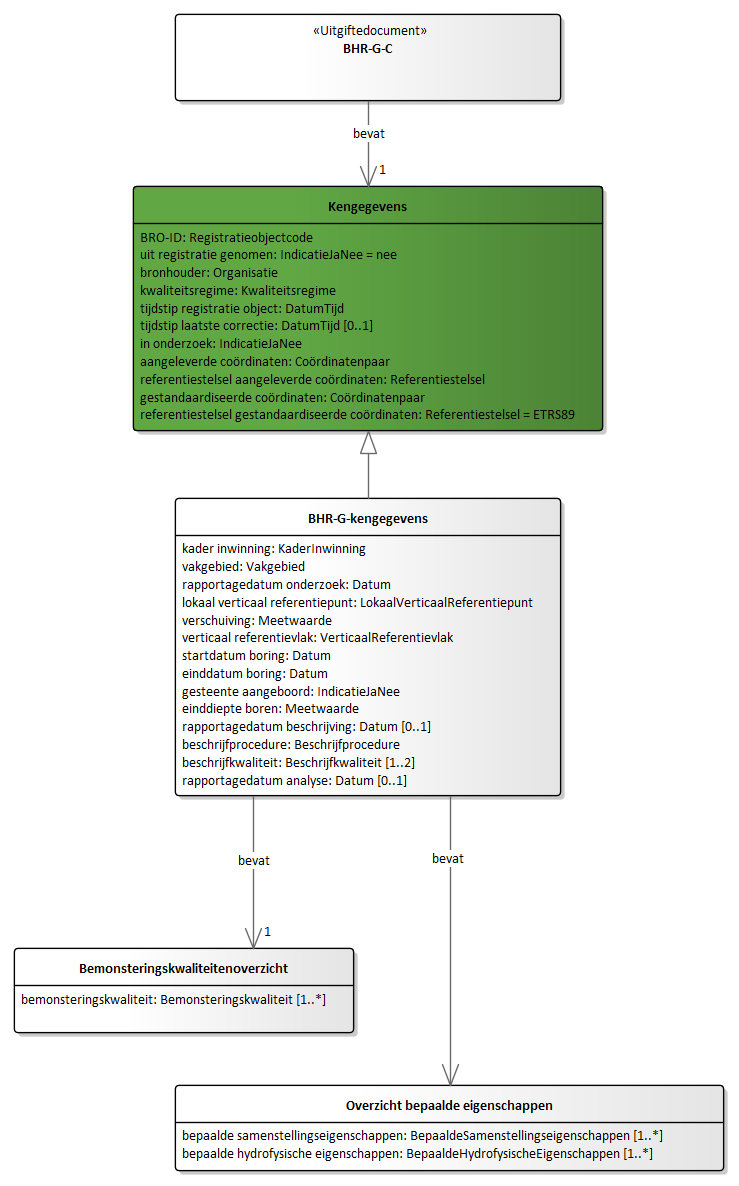 «Uitgiftedocument»
BHR-G-C
bevat
1
Kengegevens
BRO-ID: Registratieobjectcode
uit registratie genomen: IndicatieJaNee = nee
bronhouder: Organisatie
kwaliteitsregime: Kwaliteitsregime
tijdstip registratie object: DatumTijd
tijdstip laatste correctie: DatumTijd [0..1]
in onderzoek: IndicatieJaNee
aangeleverde coördinaten: Coördinatenpaar
referentiestelsel aangeleverde coördinaten: Referentiestelsel
gestandaardiseerde coördinaten: Coördinatenpaar
referentiestelsel gestandaardiseerde coördinaten: Referentiestelsel = ETRS89
BHR-G-kengegevens
kader inwinning: KaderInwinning
vakgebied: Vakgebied
rapportagedatum onderzoek: Datum
lokaal verticaal referentiepunt: LokaalVerticaalReferentiepunt
verschuiving: Meetwaarde
verticaal referentievlak: VerticaalReferentievlak
startdatum boring: Datum
einddatum boring: Datum
gesteente aangeboord: IndicatieJaNee
einddiepte boren: Meetwaarde
rapportagedatum beschrijving: Datum [0..1]
beschrijfprocedure: Beschrijfprocedure
beschrijfkwaliteit: Beschrijfkwaliteit [1..2]
rapportagedatum analyse: Datum [0..1]
bevat
bevat
1
Bemonsteringskwaliteitenoverzicht
bemonsteringskwaliteit: Bemonsteringskwaliteit [1..*]
Overzicht bepaalde eigenschappen
bepaalde samenstellingseigenschappen: BepaaldeSamenstellingseigenschappen [1..*]
bepaalde hydrofysische eigenschappen: BepaaldeHydrofysischeEigenschappen [1..*]